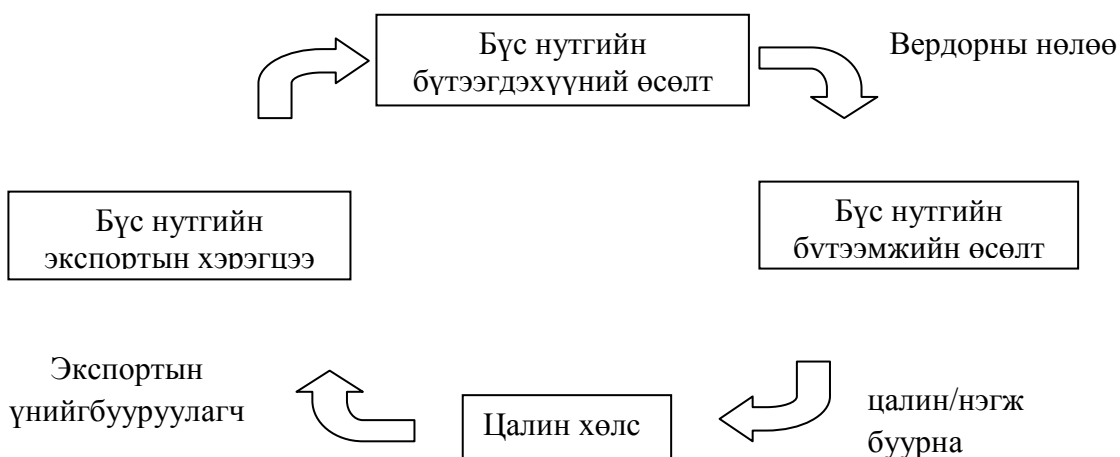 Бүс нутгийн
бүтээгдэхүүний өсөлт
Вердорны нөлөө
Бүс нутгийн
экспортын хэрэгцээ
Бүс нутгийн
бүтээмжийн өсөлт
Экспортын
үнийгбууруулагч
Цалин хөлс
цалин/нэгж
буурна